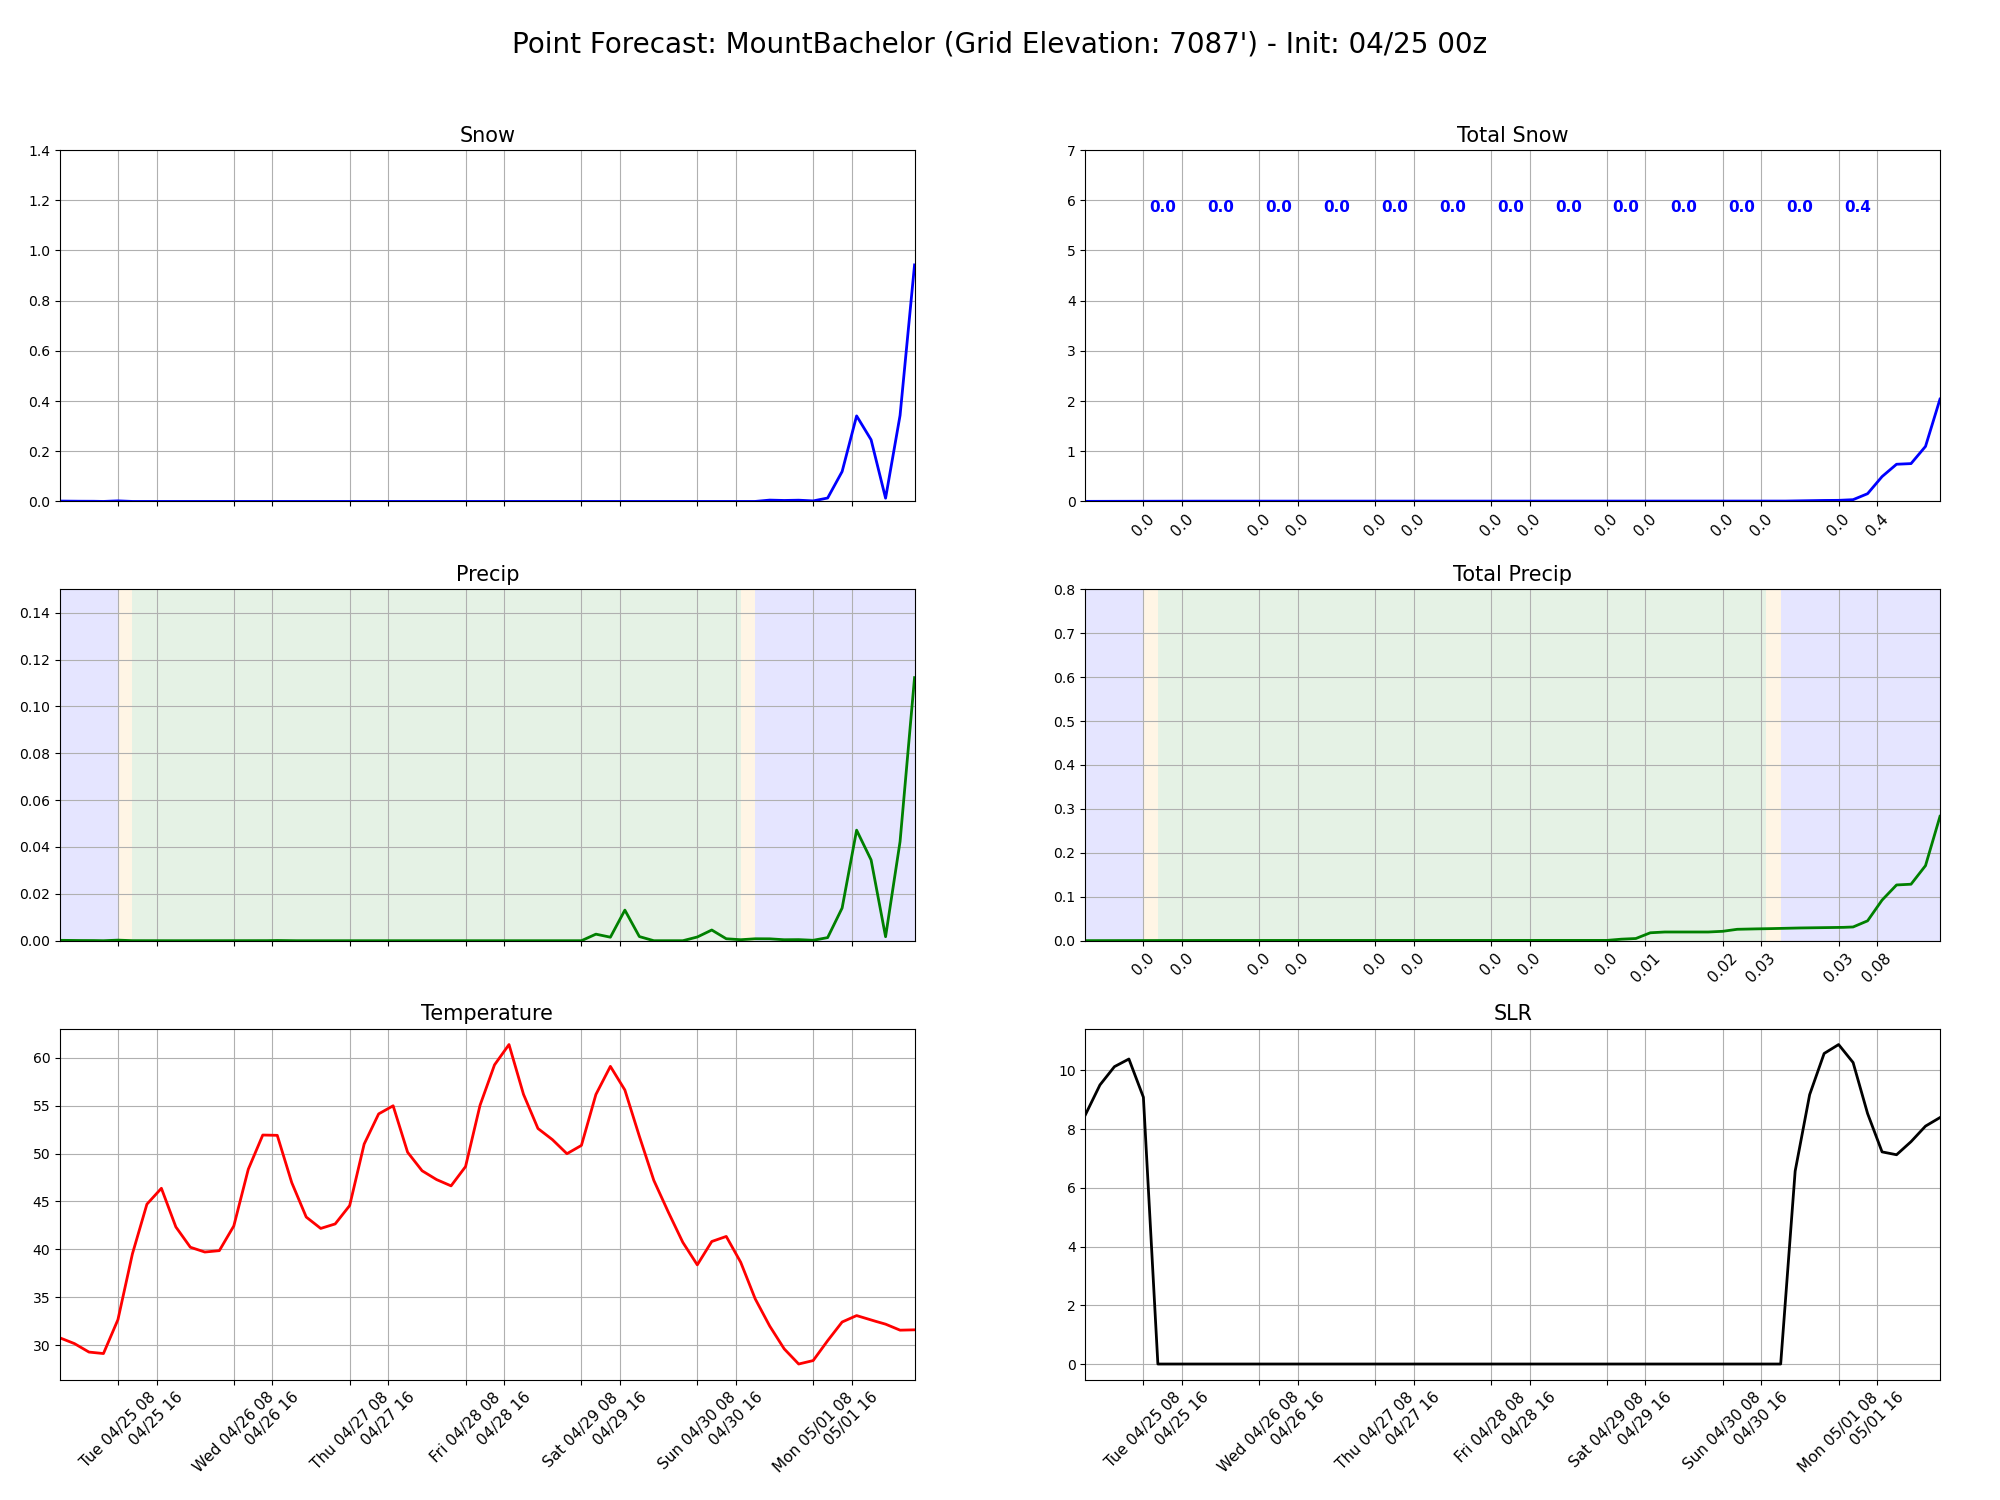 Point Forecast: MountBachelor (Grid Elevation: 7087') - Init: 04/25 00z
Snow
1.4
1.2
1.0
0.8
0.6
0.4
0.2
0.0
Total Snow
7
6
5
4
3
2
1
0
0.0 0.0 0.0 0.0 0.0 0.0 0.0 0.0 0.0 0.0 0.0 0.0 0.4
0.0 0.0 0.0 0.0 0.0 0.0 0.0 0.0 0.0 0.0 0.0 0.0 0.0 0.4
Precip
0.14
0.12
0.10
0.08
0.06
0.04
0.02
0.00
Total Precip
0.8
0.7
0.6
0.5
0.4
0.3
0.2
0.1
0.0
0.0 0.0 0.0 0.0 0.0 0.0 0.0 0.0 0.0 0.01 0.02 0.03 0.03 0.08
Temperature
60
55
50
45
40
35
30
Tue 04/25 08
04/25 16
Wed 04/26 08
04/26 16
Thu 04/27 08
04/27 16
Fri 04/28 08
04/28 16
Sat 04/29 08
04/29 16
Sun 04/30 08
04/30 16
Mon 05/01 08
05/01 16
SLR
10
8
6
4
2
0
Tue 04/25 08
04/25 16
Wed 04/26 08
04/26 16
Thu 04/27 08
04/27 16
Fri 04/28 08
04/28 16
Sat 04/29 08
04/29 16
Sun 04/30 08
04/30 16
Mon 05/01 08
05/01 16